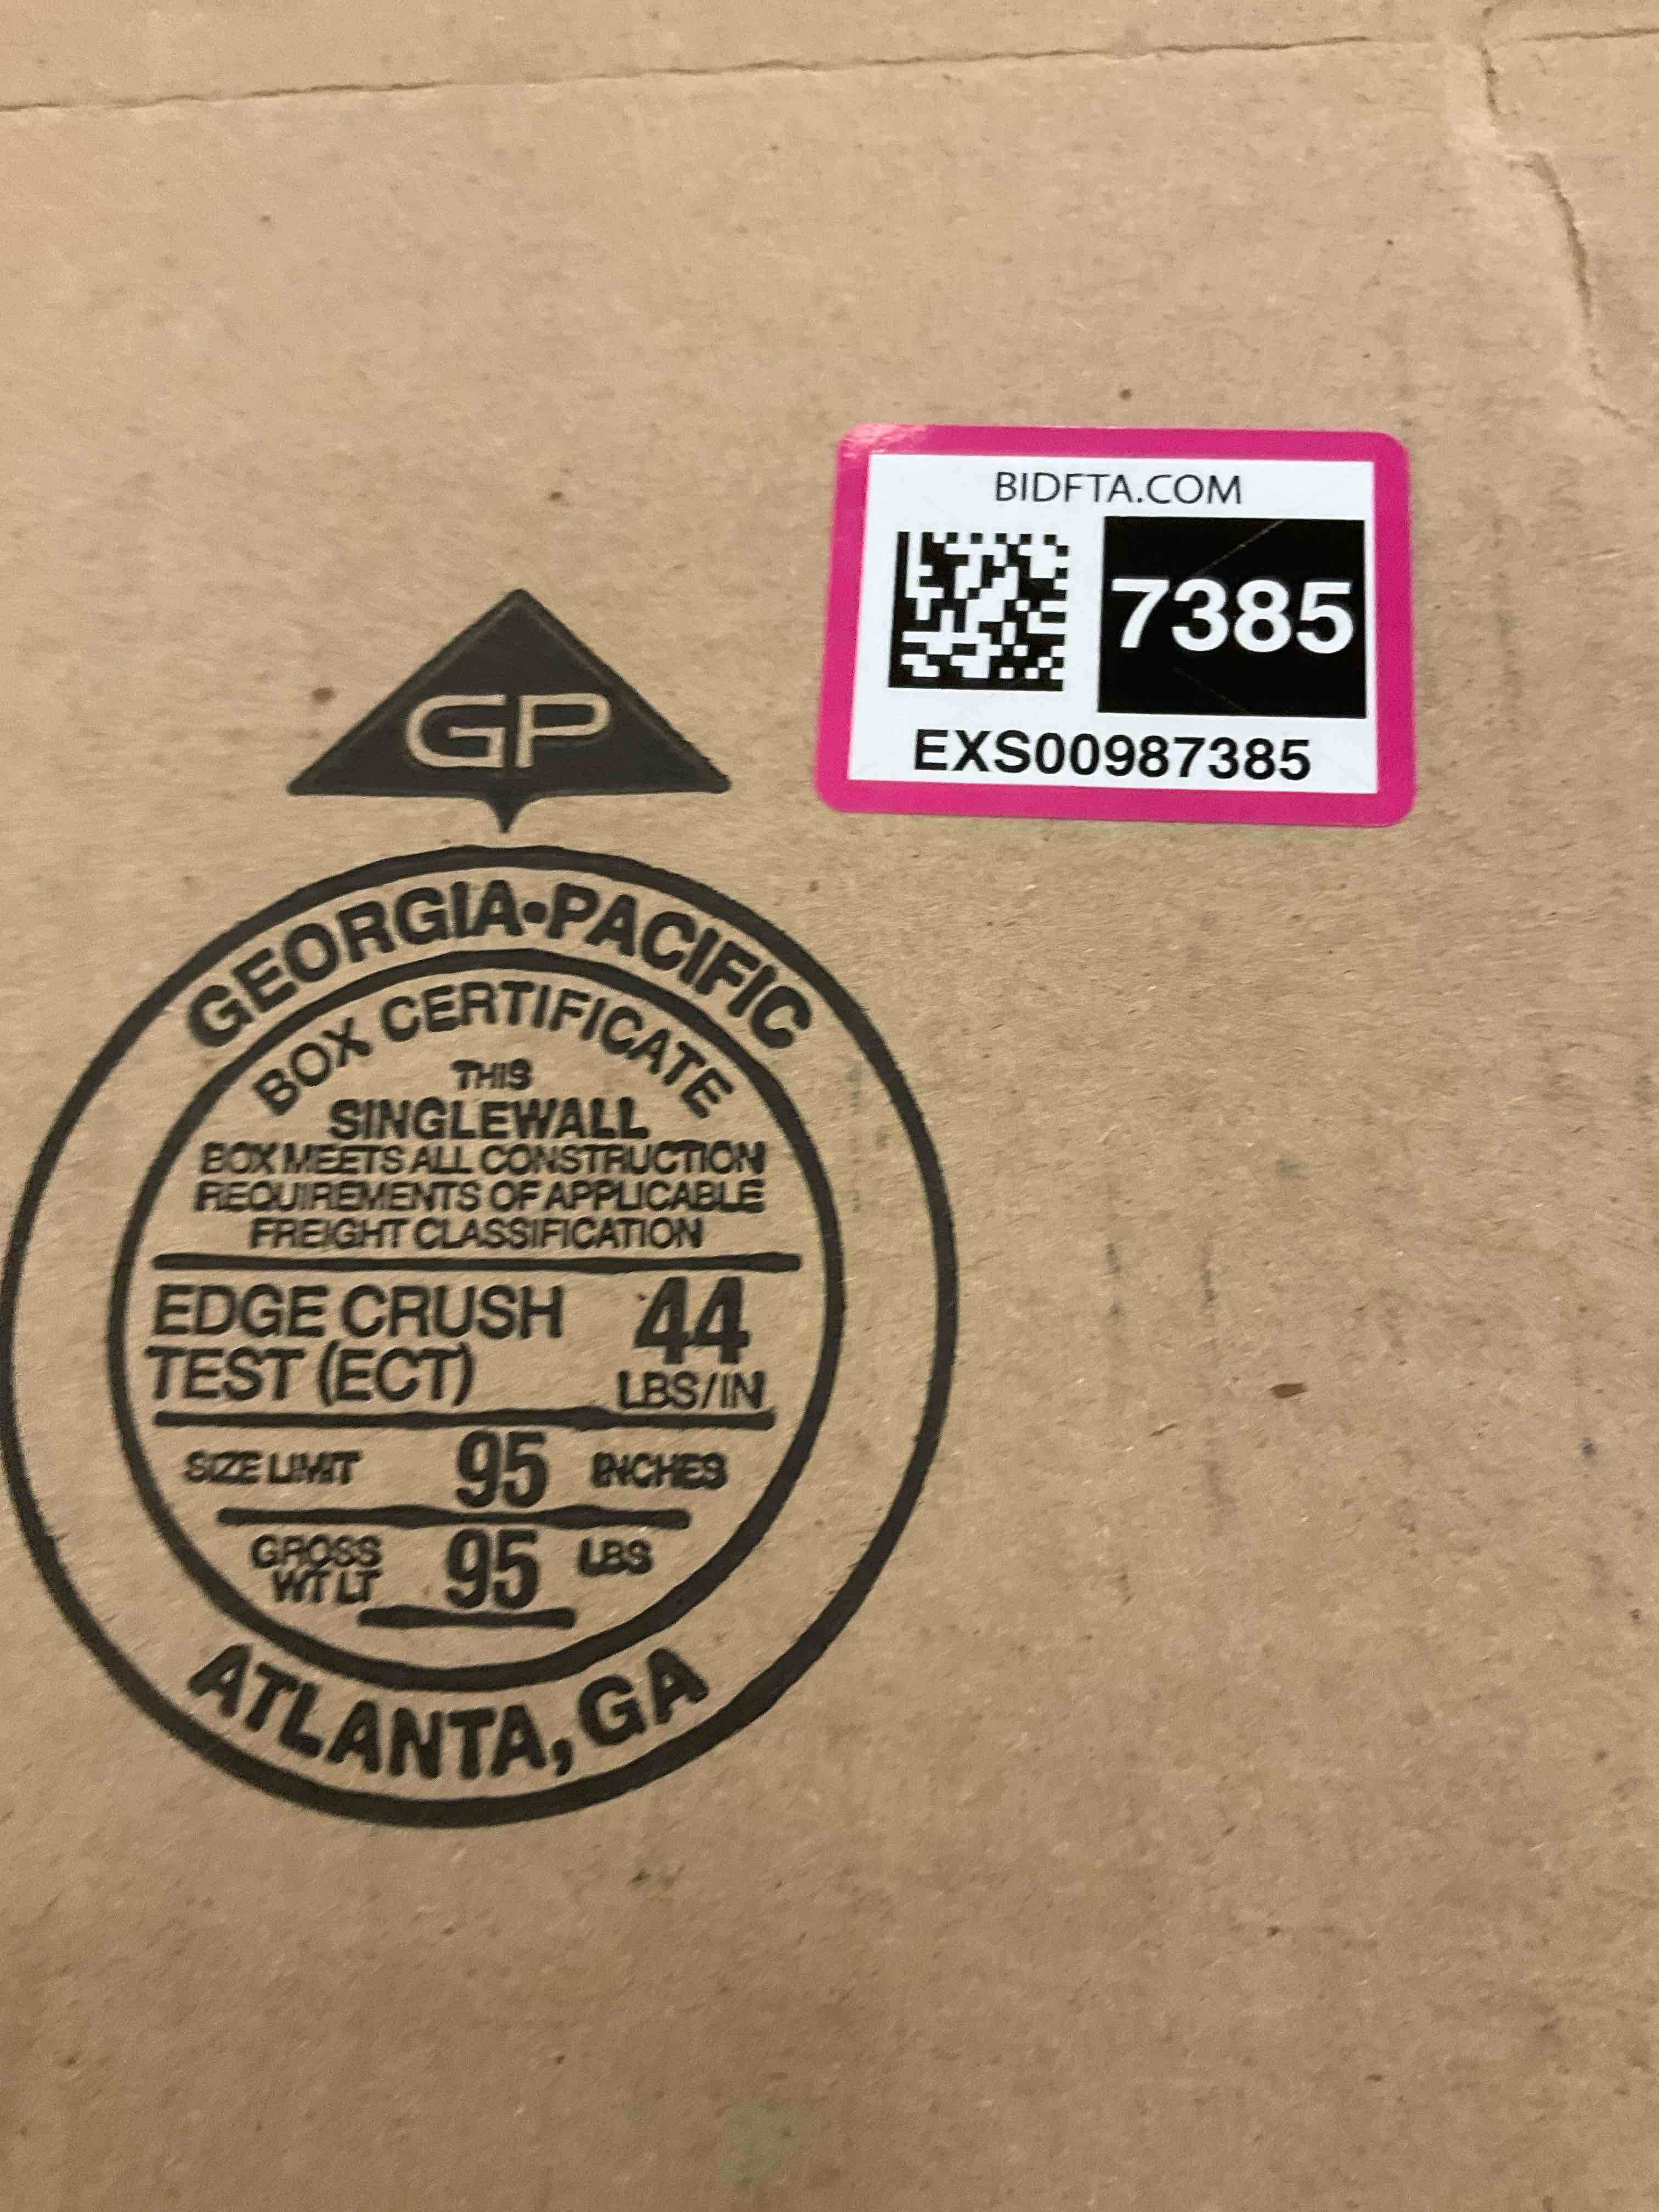 BIDFTA.COM
7385
EXS00987385
GP
GEORGIA•PACIFIC
BOX CERTIFICATE
THIS
SINGLEWALL
BOX MEETS ALL CONSTRUCTION
REQUIREMENTS OF APPLICABLE
FREIGHT CLASSIFICATION
EDGE CRUSH
TEST (ECT)
44
LBS/IN
SIZE LIMIT 95 INCHES
GROSS
WT LT
95 LBS
ATLANTA, GA